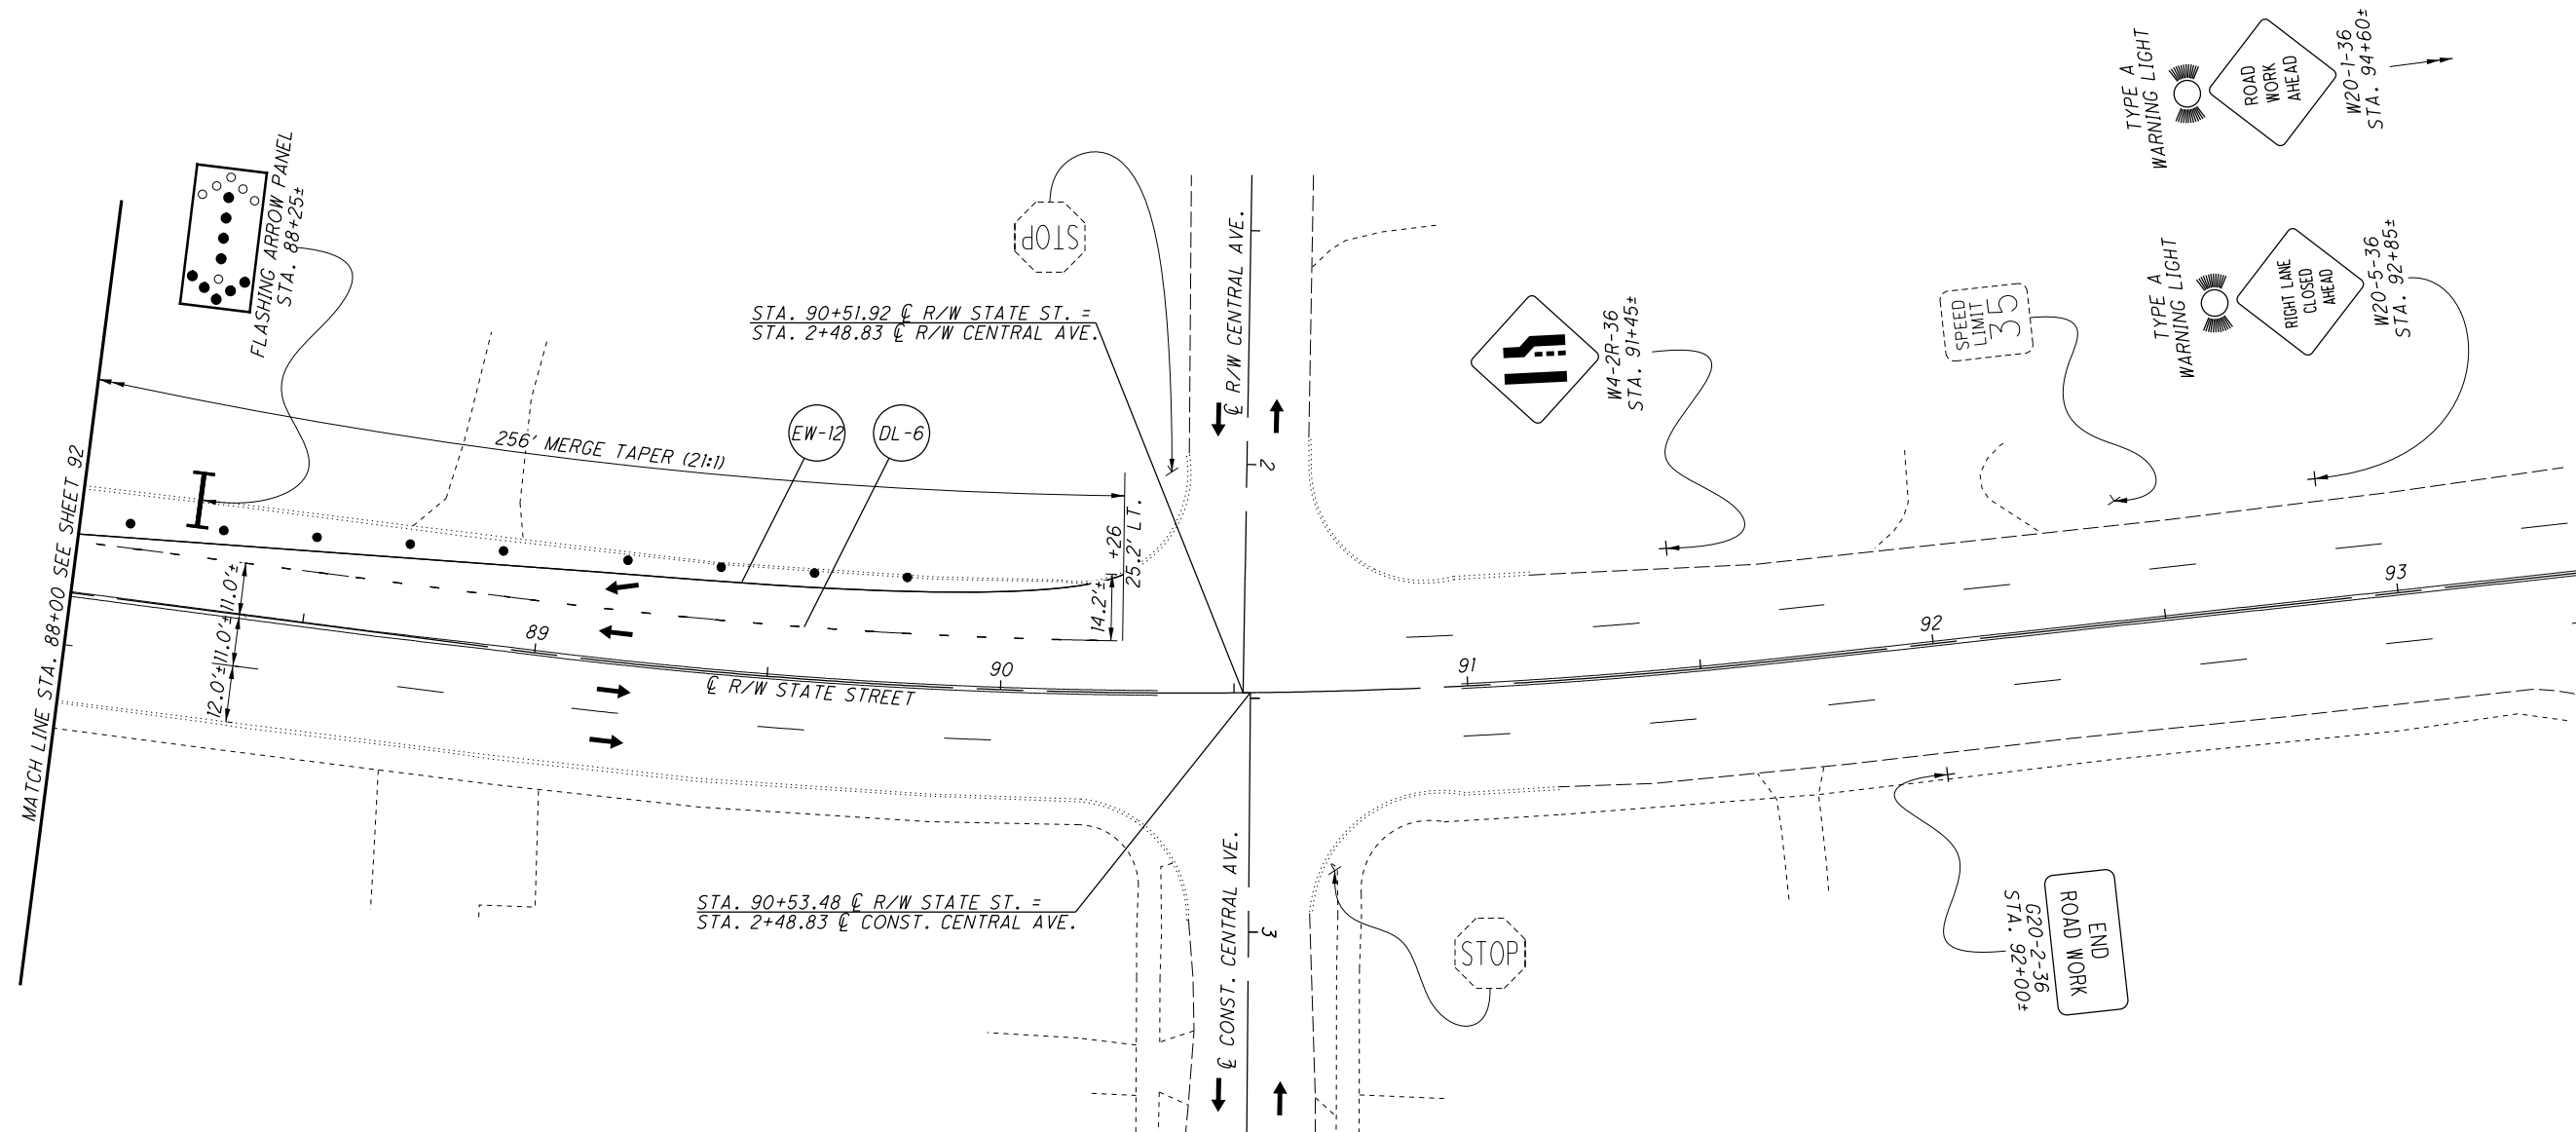 TYPE A
WARNING LIGHT
ROAD
WORK
AHEAD
W20-1-36
STA. 94+60±
FLASHING ARROW PANEL
STA. 88+25±
STOP
℄ R/W CENTRAL AVE.
STA. 90+51.92 ℄ R/W STATE ST. =
STA. 2+48.83 ℄ R/W CENTRAL AVE.
W4-2R-36
STA. 91+45±
SPEED
LIMIT
35
TYPE A
WARNING LIGHT
RIGHT LANE
CLOSED
AHEAD
W20-5-36
STA. 92+85±
256' MERGE TAPER (21:1)
EW-12
DL-6
2
MATCH LINE STA. 88+00 SEE SHEET 92
+26
25.2' LT.
14.2'±
11.0'±
11.0'±
12.0'±
89
90
91
92
93
℄ R/W STATE STREET
STA. 90+53.48 ℄ R/W STATE ST. =
STA. 2+48.83 ℄ CONST. CENTRAL AVE.
℄ CONST. CENTRAL AVE.
3
STOP
END
ROAD WORK
G20-2-36
STA. 92+00±